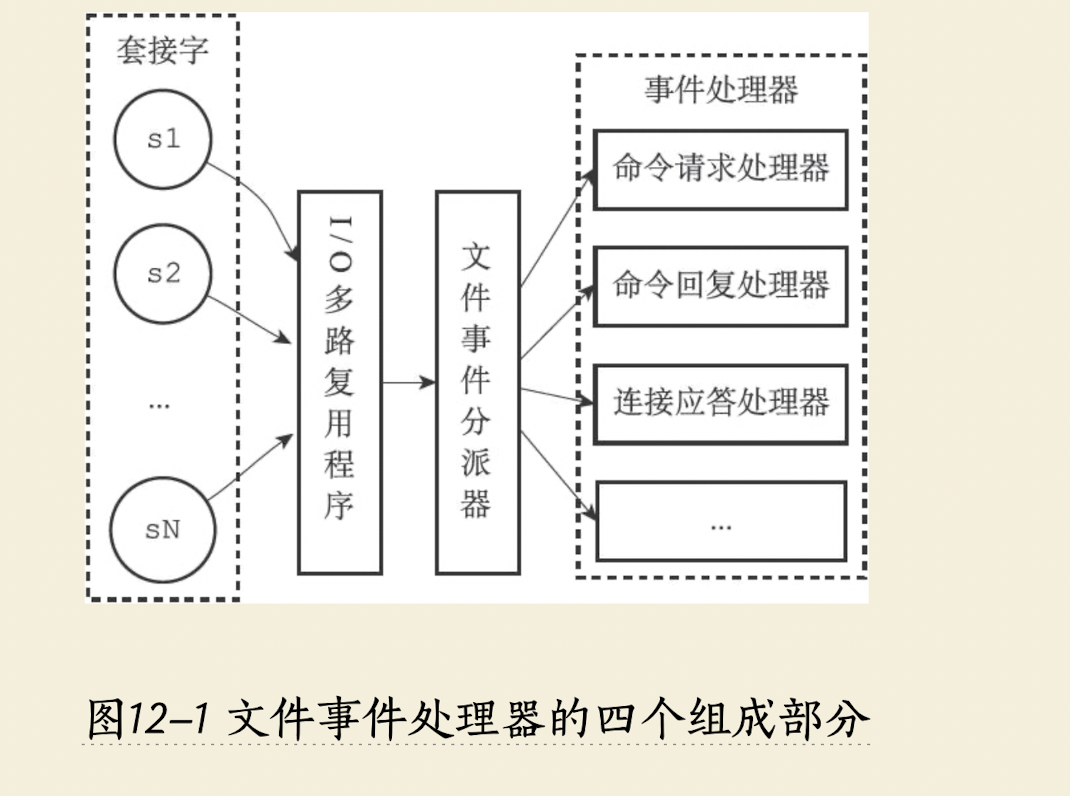 套接字
s1
s2
...
sN
I/O多路复用程序
文件事件分派器
事件处理器
命令请求处理器
命令回复处理器
连接应答处理器
...
图12-1 文件事件处理器的四个组成部分